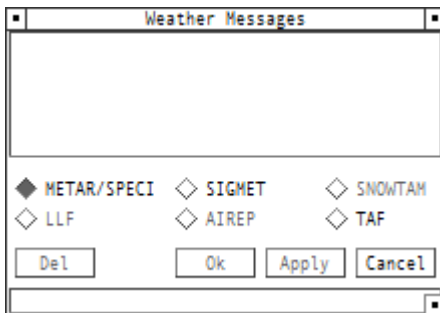 Weather Messages
METAR/SPECI SIGMET SNOWTAM
LLF AIREP TAF
Del Ok Apply Cancel